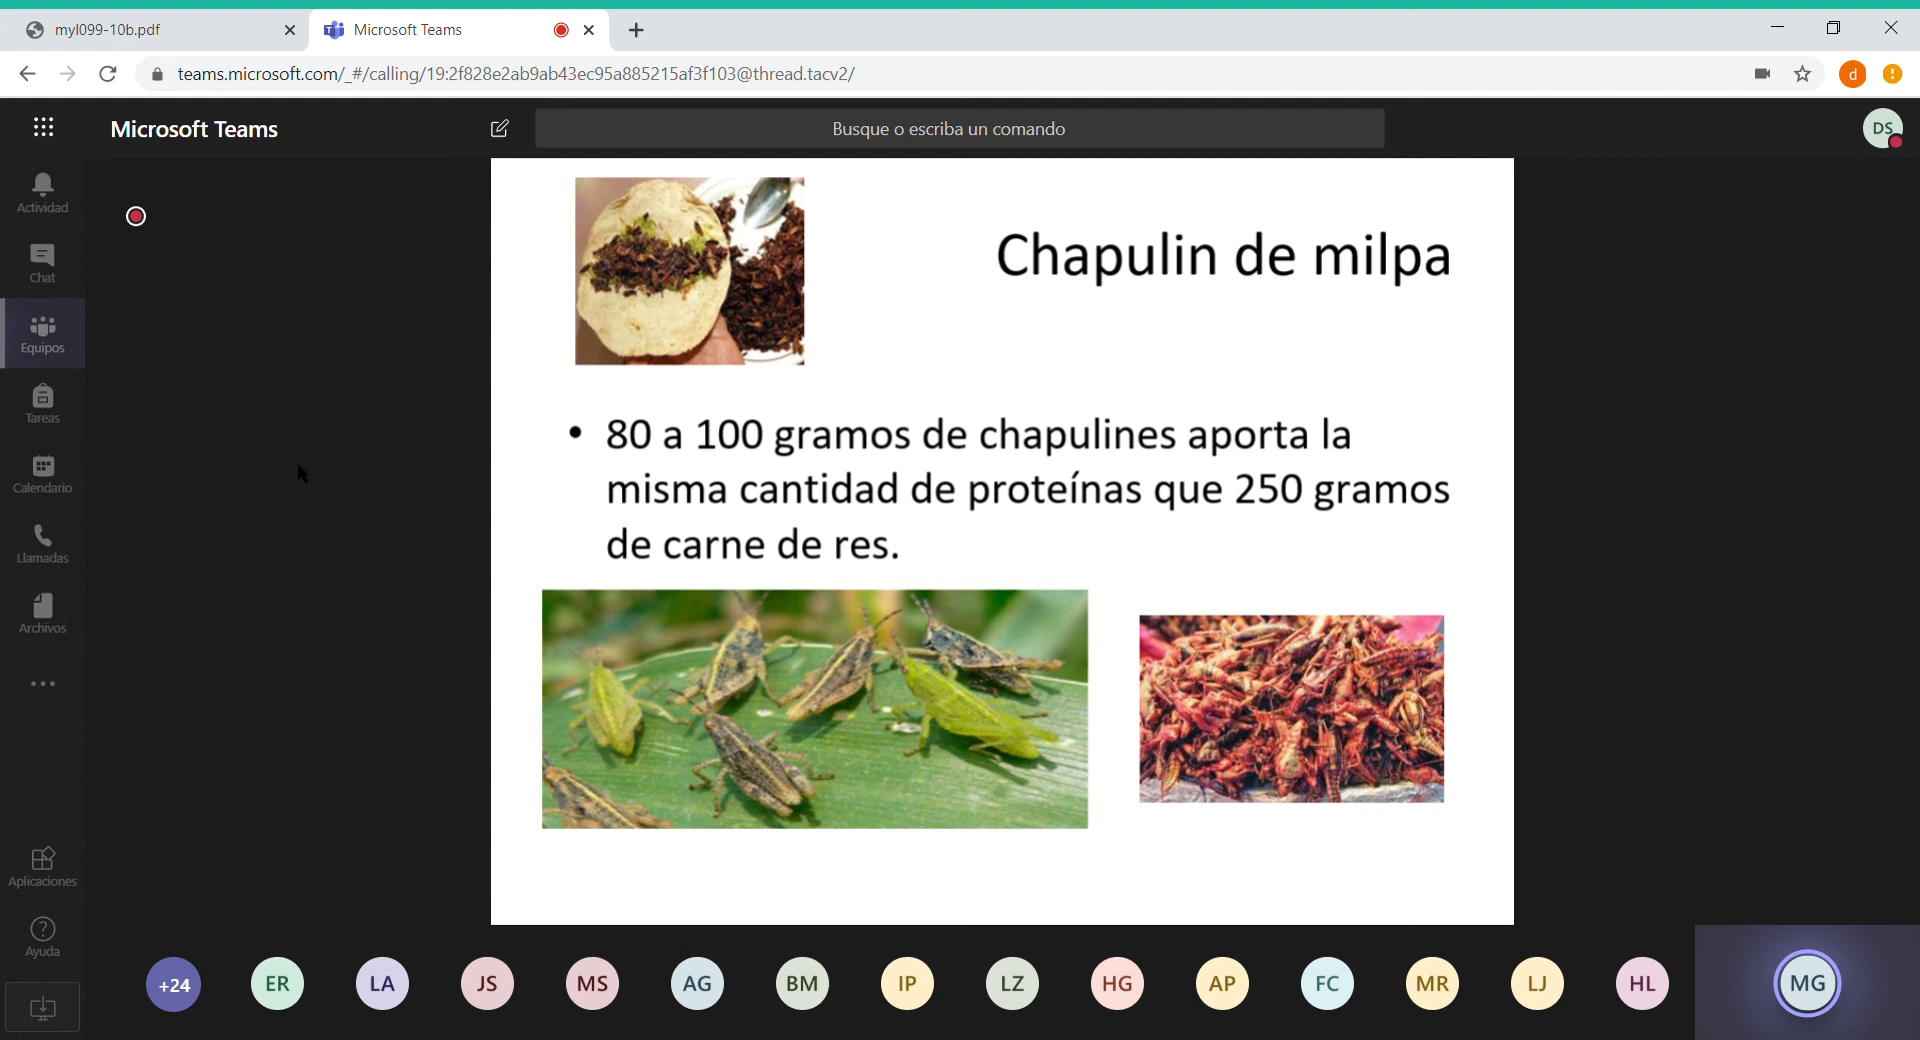 myl099-10b.pdf
Microsoft Teams
teams.microsoft.com/_#/calling/19:2f828e2ab9ab43ec95a885215af3f103@thread.tacv2/
d
Microsoft Teams
Busque o escriba un comando
DS
Actividad
Chat
Equipos
Tareas
Calendario
Llamadas
Archivos
Aplicaciones
Ayuda
Chapulin de milpa
• 80 a 100 gramos de chapulines aporta la
misma cantidad de proteínas que 250 gramos
de carne de res.
+24 ER LA JS MS AG BM IP LZ HG AP FC MR LJ HL MG